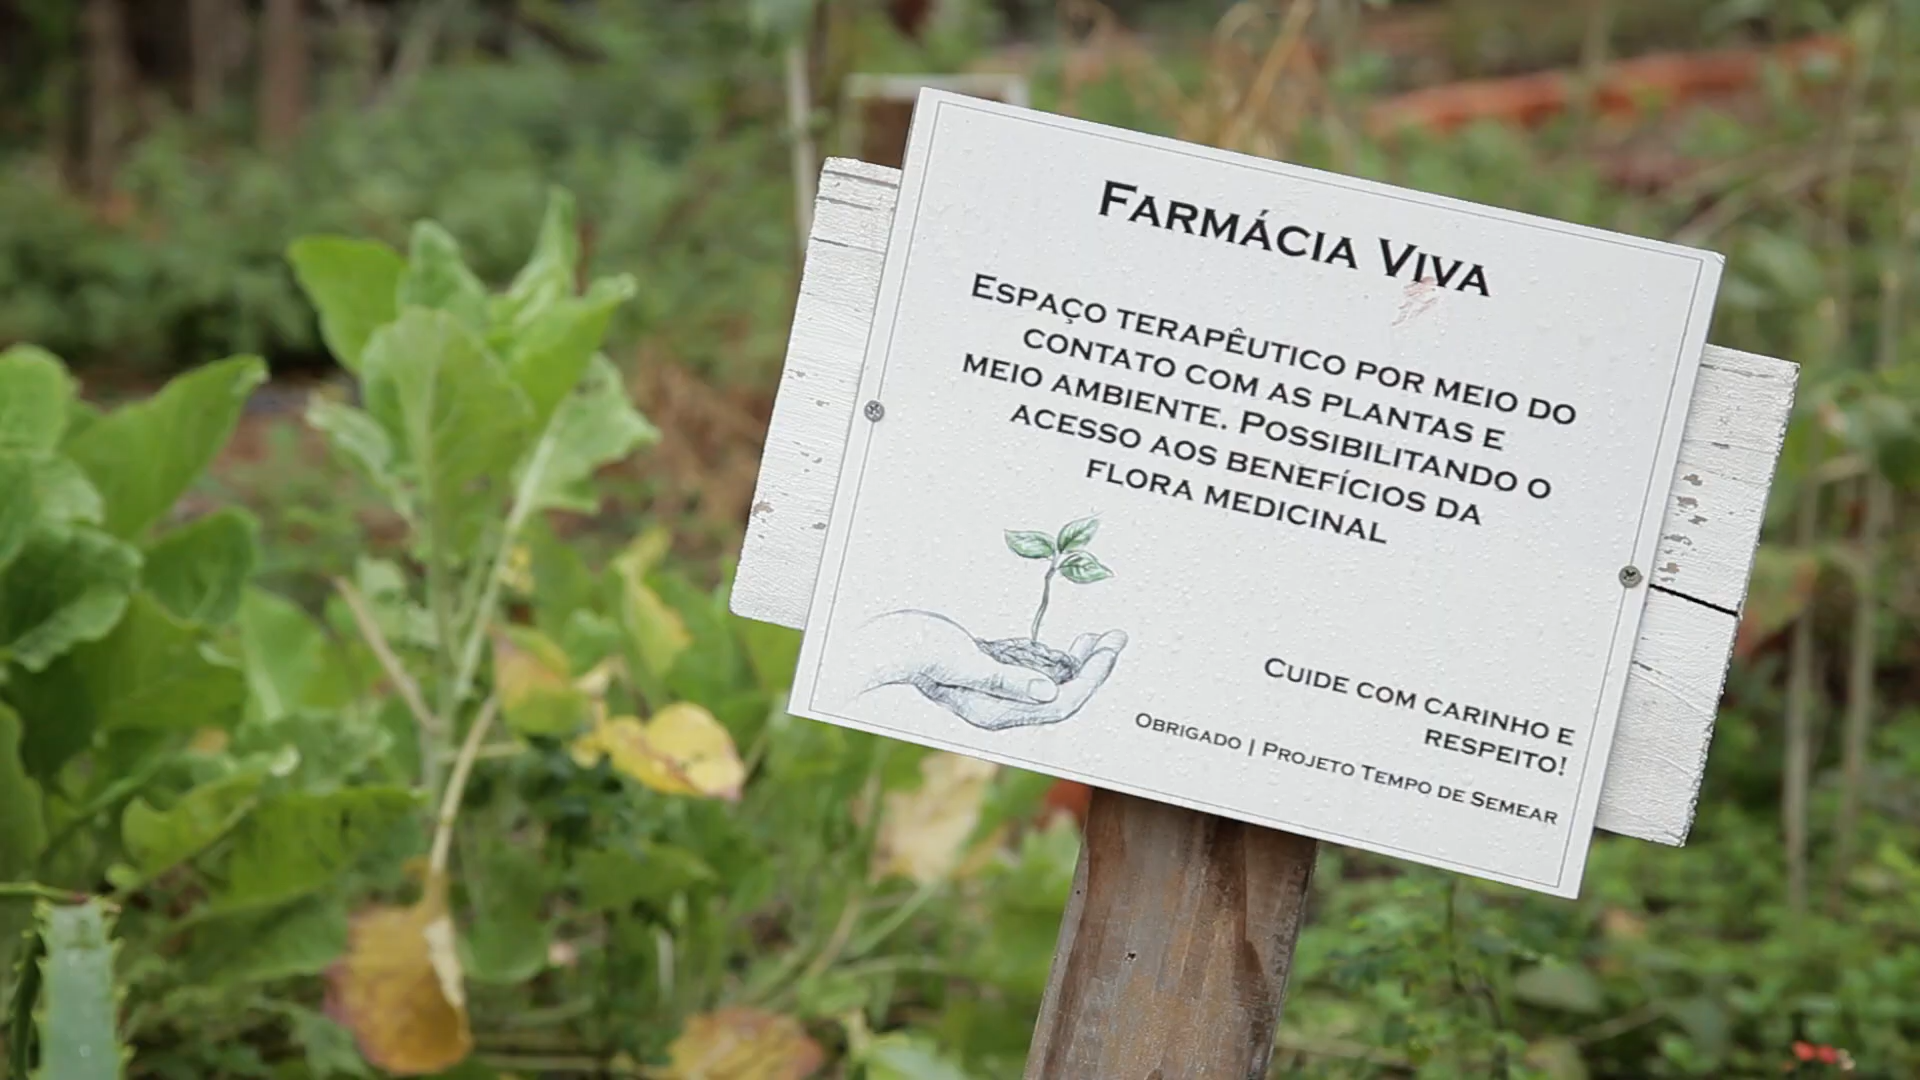 Farmácia Viva
Espaço terapêutico por meio do
contato com as plantas e
meio ambiente. Possibilitando o
acesso aos benefícios da
flora medicinal
Cuide com carinho e
respeito!
Obrigado | Projeto Tempo de Semear